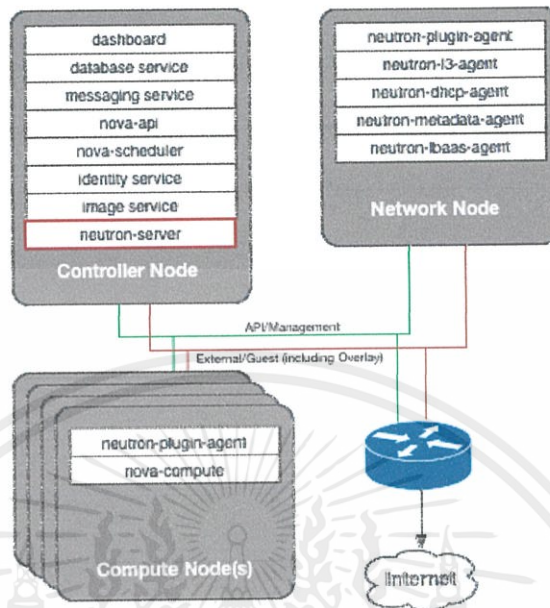 dashboard
database service
messaging service
nova-api
nova-scheduler
identity service
image service
neutron-server
Controller Node
neutron-plugin-agent
neutron-l3-agent
neutron-dhcp-agent
neutron-metadata-agent
neutron-lbaas-agent
Network Node
API/Management
External/Guest (including Overlay)
neutron-plugin-agent
nova-compute
Compute Node(s)
Internet